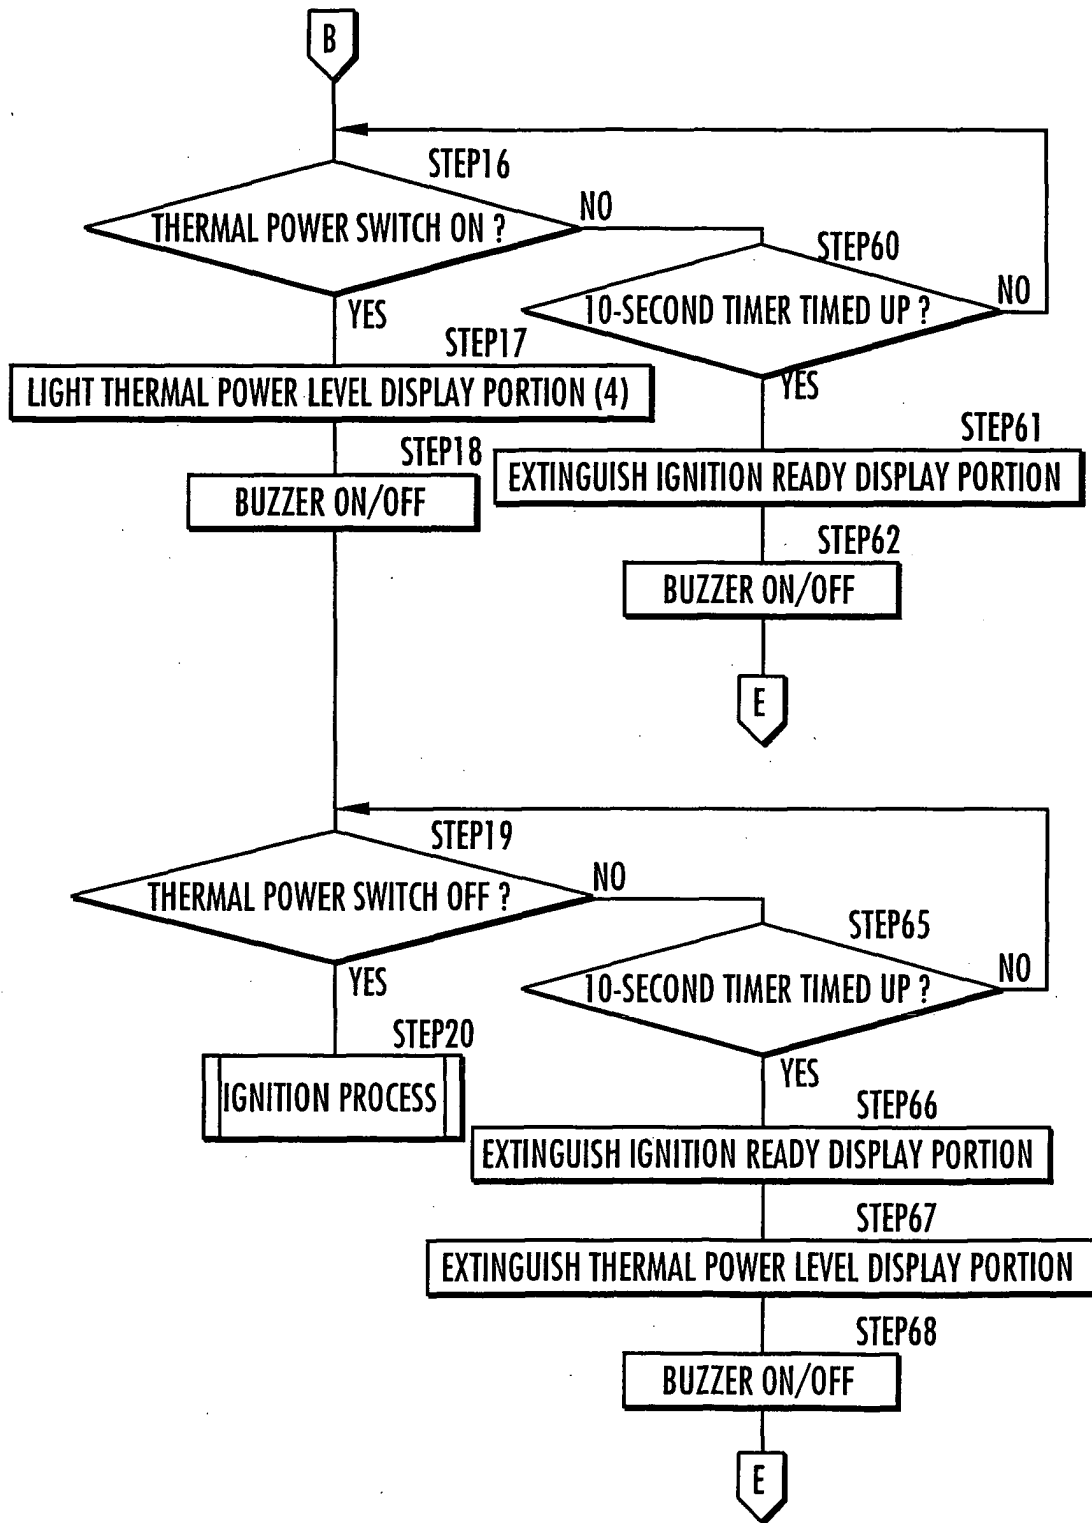 B
STEP16
THERMAL POWER SWITCH ON ?
NO
STEP60
10-SECOND TIMER TIMED UP ?
NO
YES
STEP17
LIGHT THERMAL POWER LEVEL DISPLAY PORTION (4)
YES
STEP18
BUZZER ON/OFF
STEP61
EXTINGUISH IGNITION READY DISPLAY PORTION
STEP62
BUZZER ON/OFF
E
STEP19
THERMAL POWER SWITCH OFF ?
NO
STEP65
10-SECOND TIMER TIMED UP ?
NO
YES
STEP20
IGNITION PROCESS
YES
STEP66
EXTINGUISH IGNITION READY DISPLAY PORTION
STEP67
EXTINGUISH THERMAL POWER LEVEL DISPLAY PORTION
STEP68
BUZZER ON/OFF
E